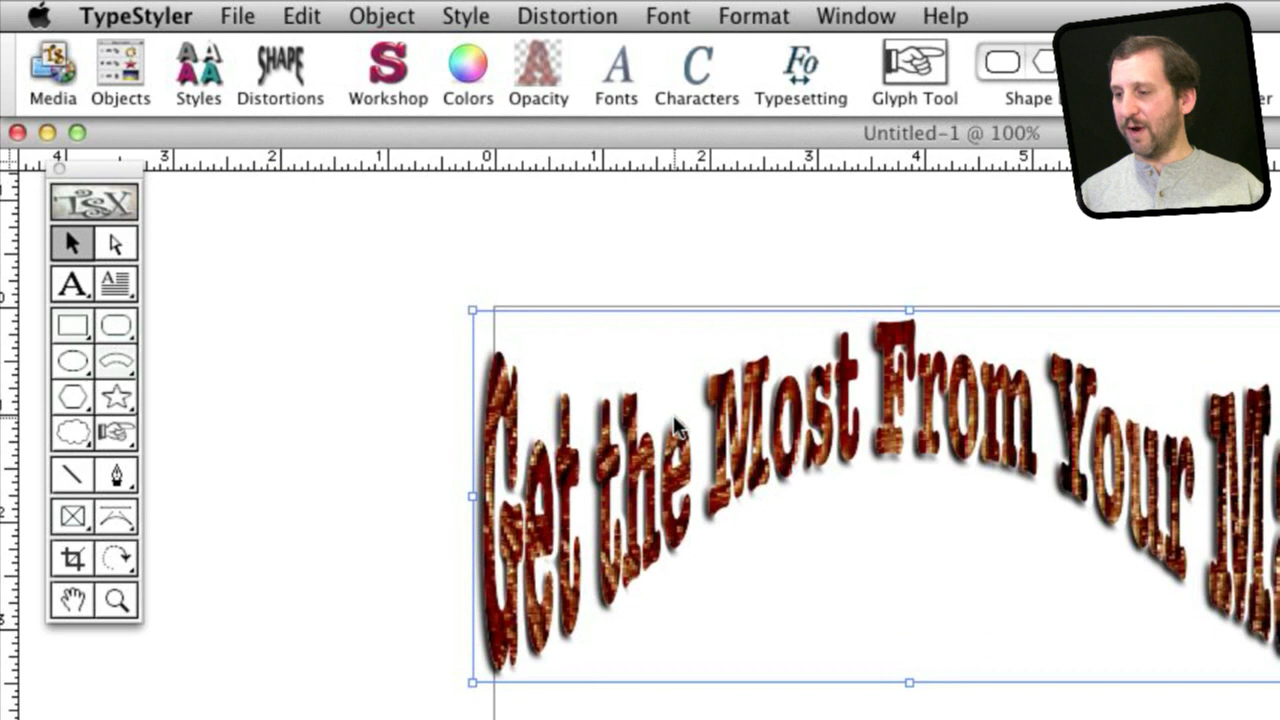 TypeStyler File Edit Object Style Distortion Font Format Window Help
SHAPE
Media Objects Styles Distortions Workshop Colors Opacity Fonts Characters Typesetting Glyph Tool Shape
Untitled-1 @ 100%
4 3 2 1 0 1 2 3 4 5
TSX
Get the Most From Your